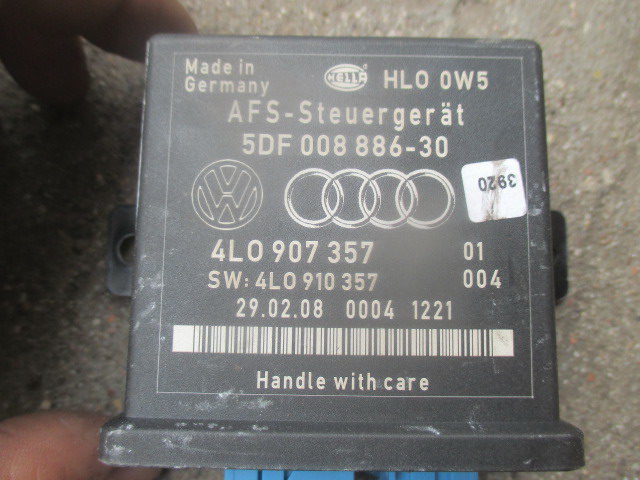 Made in
Germany
HELLA HLO 0W5
AFS-Steuergerät
5DF 008 886-30
3920
VW
4L0 907 357 01
SW: 4L0 910 357 004
29.02.08 0004 1221
Handle with care